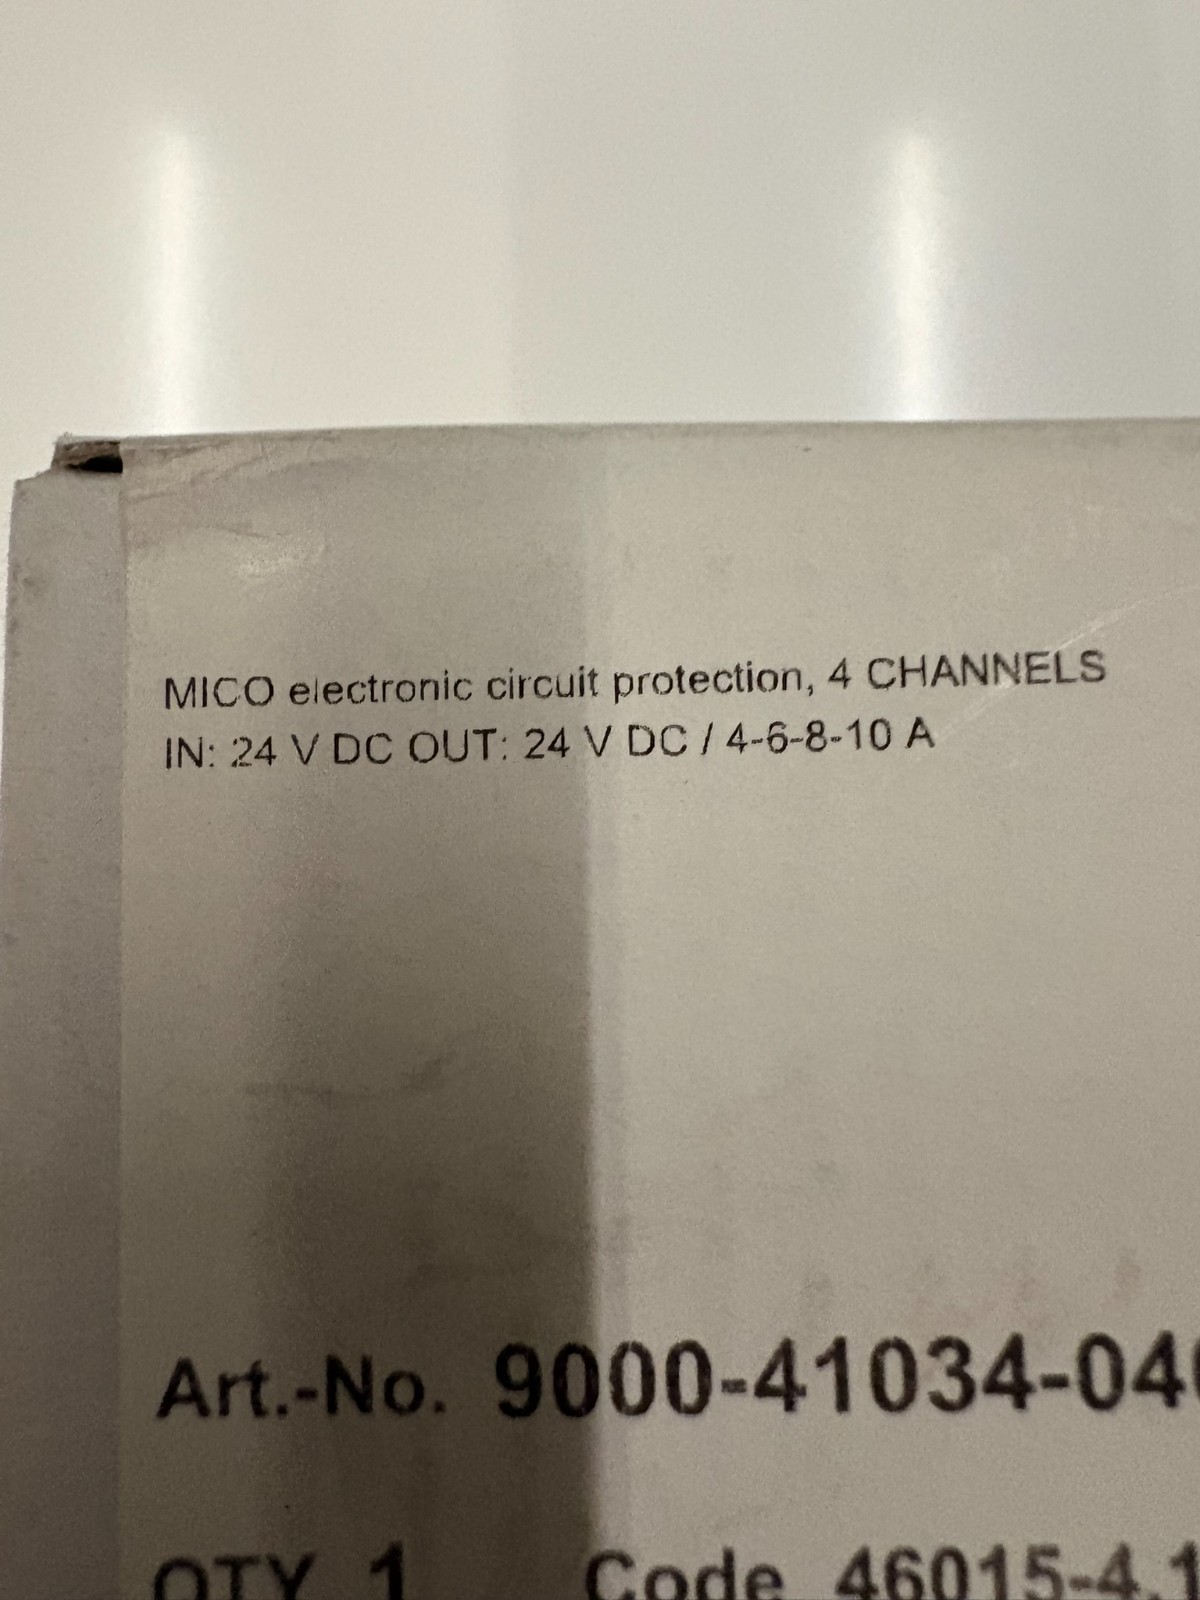 MICO electronic circuit protection, 4 CHANNELS
IN: 24 V DC OUT: 24 V DC / 4-6-8-10 A
Art.-No. 9000-41034-04
QTY 1 Code 46015-4.1